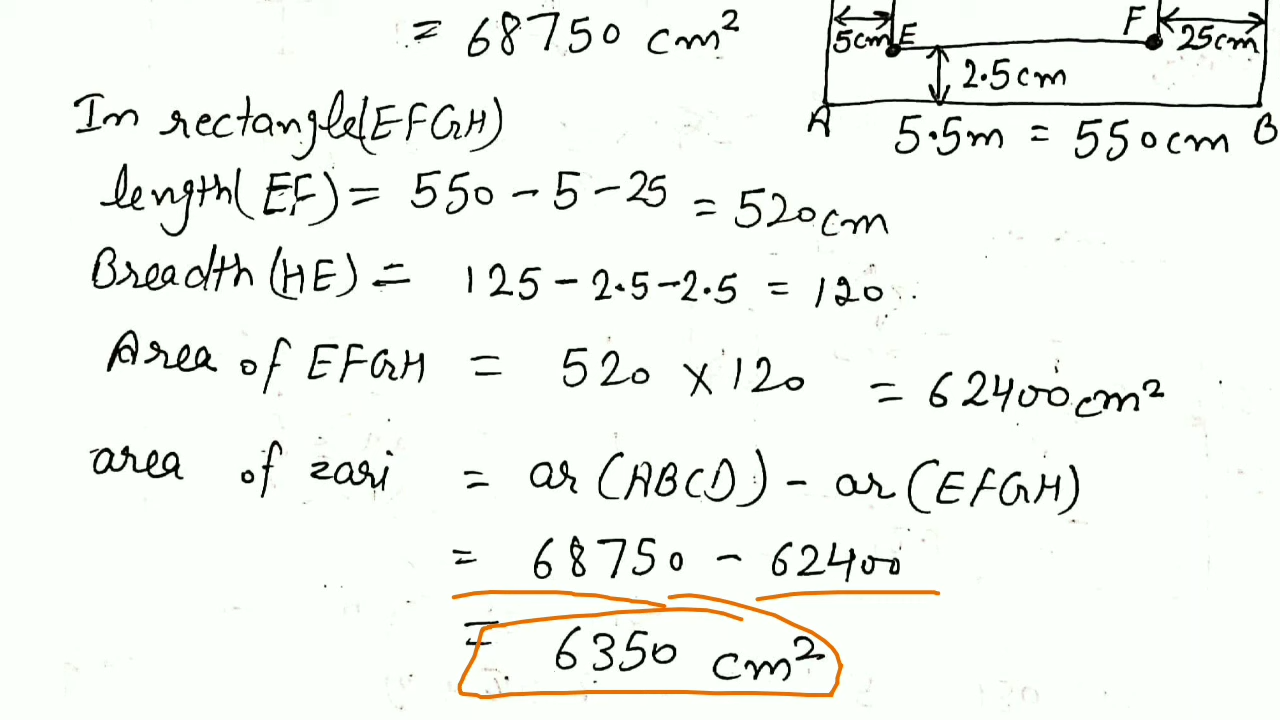 = 68750 cm²
5cm E F 25cm
2.5cm
A 5.5m = 550cm B
In rectangle(EFGH)
length(EF) = 550 - 5 - 25 = 520cm
Breadth (HE) = 125 - 2.5 - 2.5 = 120
Area of EFGH = 520 × 120 = 62400cm²
area of zari = ar (ABCD) - ar (EFGH)
= 68750 - 62400
= 6350 cm²